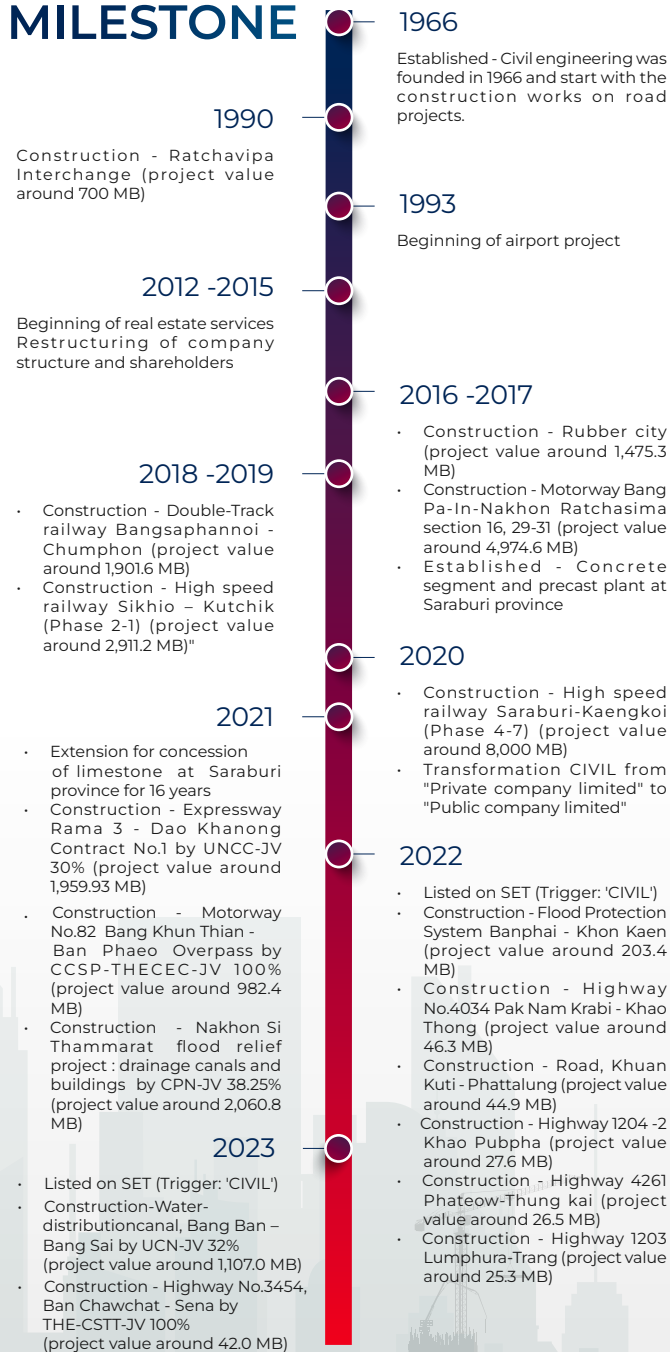 MILESTONE
1966
Established - Civil engineering was
founded in 1966 and start with the
construction works on road
projects.
1990
Construction - Ratchavipa
Interchange (project value
around 700 MB)
1993
Beginning of airport project
2012 -2015
Beginning of real estate services
Restructuring of company
structure and shareholders
2016 -2017
• Construction - Rubber city
(project value around 1,475.3
MB)
• Construction - Motorway Bang
Pa-In-Nakhon Ratchasima
section 16, 29-31 (project value
around 4,974.6 MB)
• Established - Concrete
segment and precast plant at
Saraburi province
2018 -2019
• Construction - Double-Track
railway Bangsaphannoi -
Chumphon (project value
around 1,901.6 MB)
• Construction - High speed
railway Sikhio – Kutchik
(Phase 2-1) (project value
around 2,911.2 MB)"
2020
• Construction - High speed
railway Saraburi-Kaengkoi
(Phase 4-7) (project value
around 8,000 MB)
• Transformation CIVIL from
"Private company limited" to
"Public company limited"
2021
• Extension for concession
of limestone at Saraburi
province for 16 years
• Construction - Expressway
Rama 3 - Dao Khanong
Contract No.1 by UNCC-JV
30% (project value around
1,959.93 MB)
. Construction - Motorway
No.82 Bang Khun Thian -
Ban Phaeo Overpass by
CCSP-THECEC-JV 100%
(project value around 982.4
MB)
• Construction - Nakhon Si
Thammarat flood relief
project : drainage canals and
buildings by CPN-JV 38.25%
(project value around 2,060.8
MB)
2022
• Listed on SET (Trigger: 'CIVIL')
• Construction - Flood Protection
System Banphai - Khon Kaen
(project value around 203.4
MB)
• Construction - Highway
No.4034 Pak Nam Krabi - Khao
Thong (project value around
46.3 MB)
• Construction - Road, Khuan
Kuti - Phattalung (project value
around 44.9 MB)
• Construction - Highway 1204 -2
Khao Pubpha (project value
around 27.6 MB)
• Construction - Highway 4261
Phateow-Thung kai (project
value around 26.5 MB)
• Construction - Highway 1203
Lumphura-Trang (project value
around 25.3 MB)
2023
• Listed on SET (Trigger: 'CIVIL')
• Construction-Water-
distributioncanal, Bang Ban –
Bang Sai by UCN-JV 32%
(project value around 1,107.0 MB)
• Construction - Highway No.3454,
Ban Chawchat - Sena by
THE-CSTT-JV 100%
(project value around 42.0 MB)